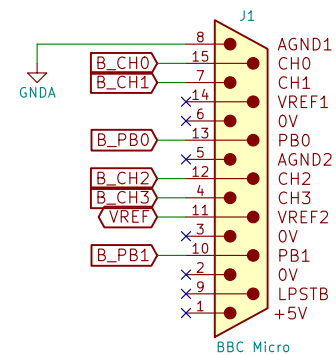 J1
8 AGND1
B_CH0 15 CH0
B_CH1 7 CH1
GNDA
14 VREF1
6 0V
B_PB0 13 PB0
5 AGND2
B_CH2 12 CH2
B_CH3 4 CH3
VREF 11 VREF2
3 0V
B_PB1 10 PB1
2 0V
9 LPSTB
1 +5V
BBC Micro